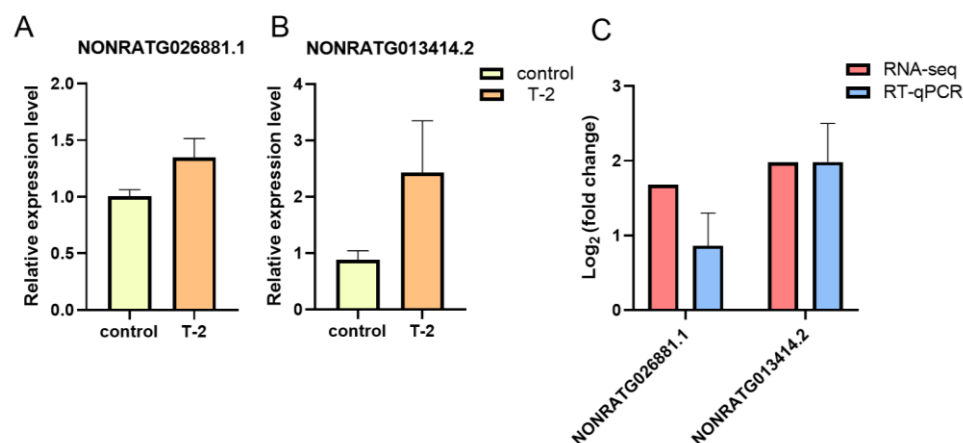 A
NONRATG026881.1
Relative expression level
2.0
1.5
1.0
0.5
0.0
control
T-2
B
NONRATG013414.2
control
T-2
Relative expression level
4
3
2
1
0
control
T-2
C
RNA-seq
RT-qPCR
Log2 (fold change)
3
2
1
0
NONRATG026881.1
NONRATG013414.2